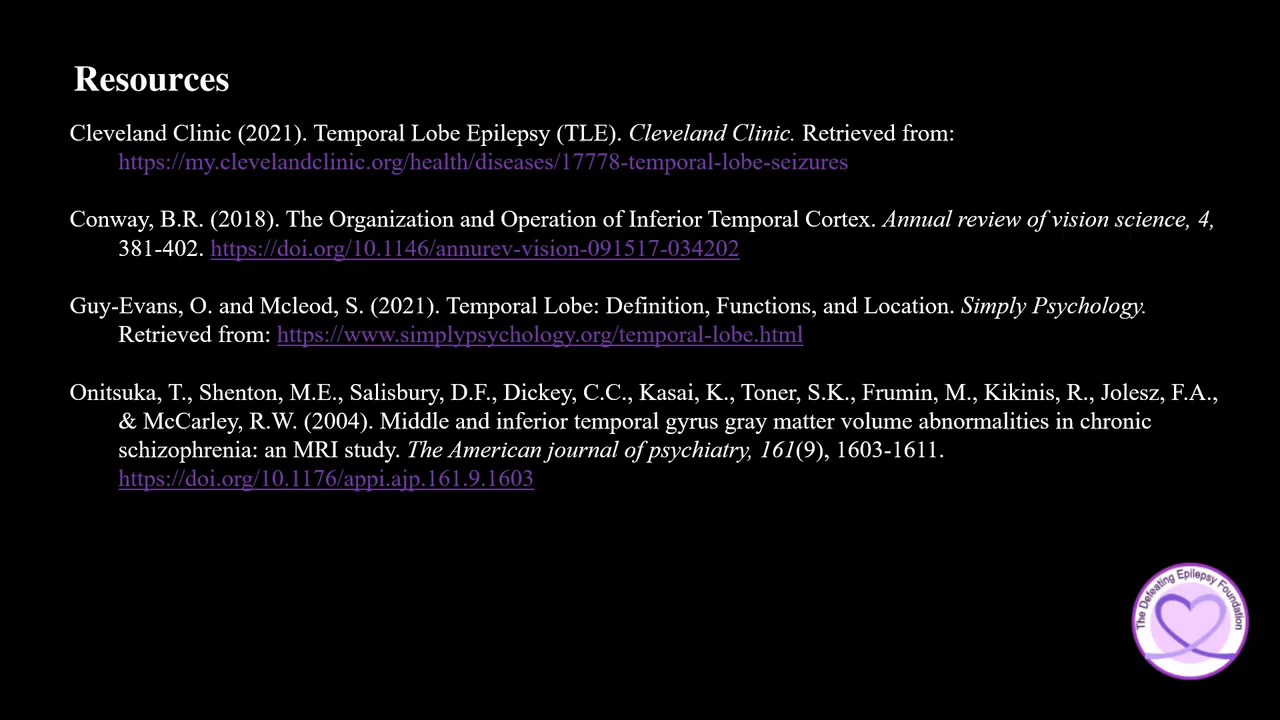 Resources
Cleveland Clinic (2021). Temporal Lobe Epilepsy (TLE). Cleveland Clinic. Retrieved from:
https://my.clevelandclinic.org/health/diseases/17778-temporal-lobe-seizures
Conway, B.R. (2018). The Organization and Operation of Inferior Temporal Cortex. Annual review of vision science, 4,
381-402. https://doi.org/10.1146/annurev-vision-091517-034202
Guy-Evans, O. and Mcleod, S. (2021). Temporal Lobe: Definition, Functions, and Location. Simply Psychology.
Retrieved from: https://www.simplypsychology.org/temporal-lobe.html
Onitsuka, T., Shenton, M.E., Salisbury, D.F., Dickey, C.C., Kasai, K., Toner, S.K., Frumin, M., Kikinis, R., Jolesz, F.A.,
& McCarley, R.W. (2004). Middle and inferior temporal gyrus gray matter volume abnormalities in chronic
schizophrenia: an MRI study. The American journal of psychiatry, 161(9), 1603-1611.
https://doi.org/10.1176/appi.ajp.161.9.1603
The Defeating Epilepsy Foundation